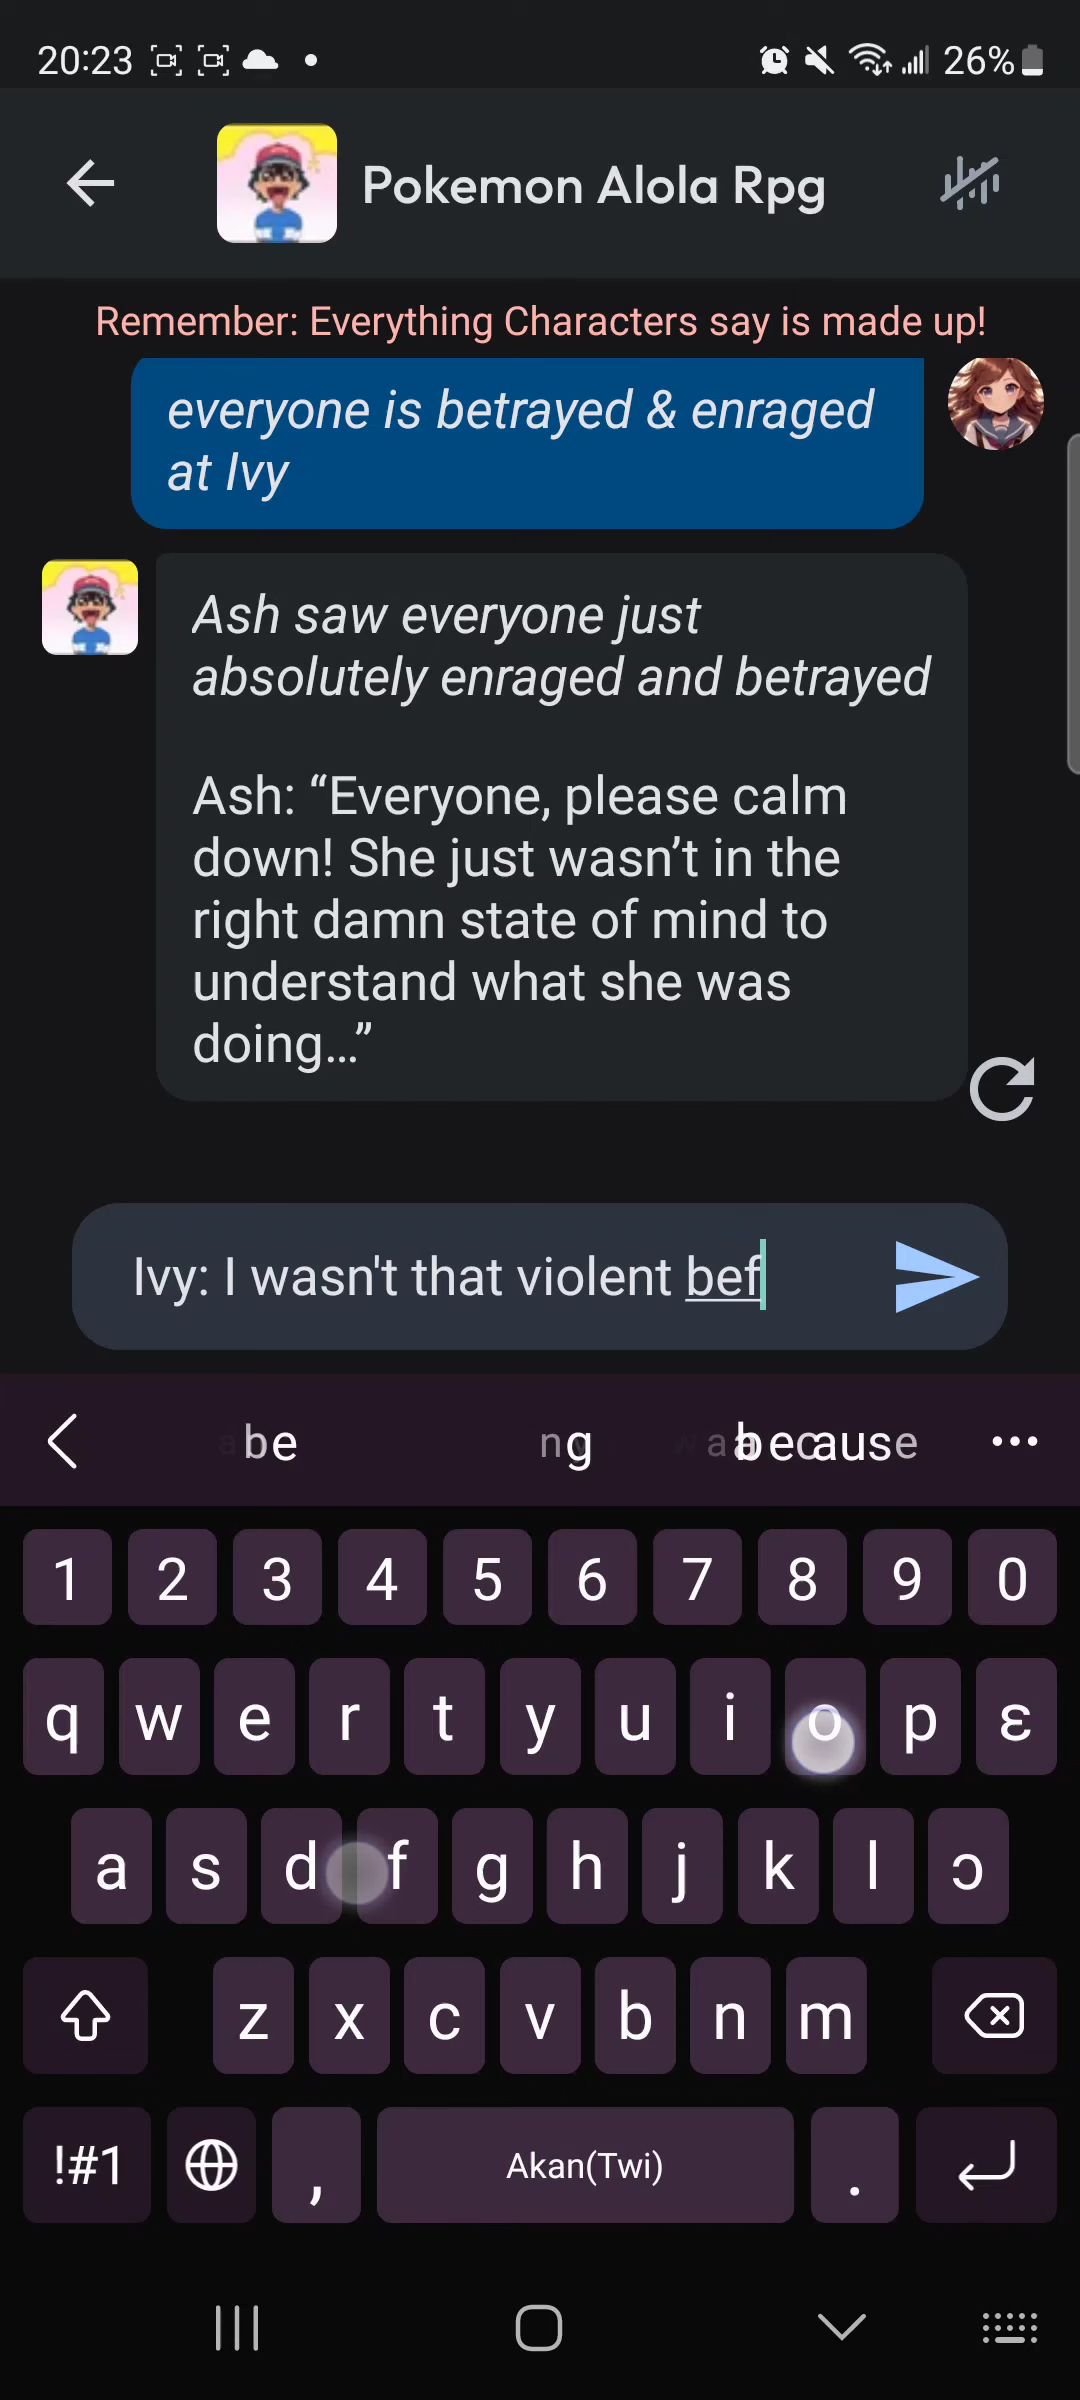 20:23
26%
Pokemon Alola Rpg
Remember: Everything Characters say is made up!
everyone is betrayed & enraged
at Ivy
Ash saw everyone just
absolutely enraged and betrayed
Ash: “Everyone, please calm
down! She just wasn’t in the
right damn state of mind to
understand what she was
doing...”
Ivy: I wasn't that violent bef
be because
1 2 3 4 5 6 7 8 9 0
q w e r t y u i o p ɛ
a s d f g h j k l ɔ
z x c v b n m
!#1 , Akan(Twi) .